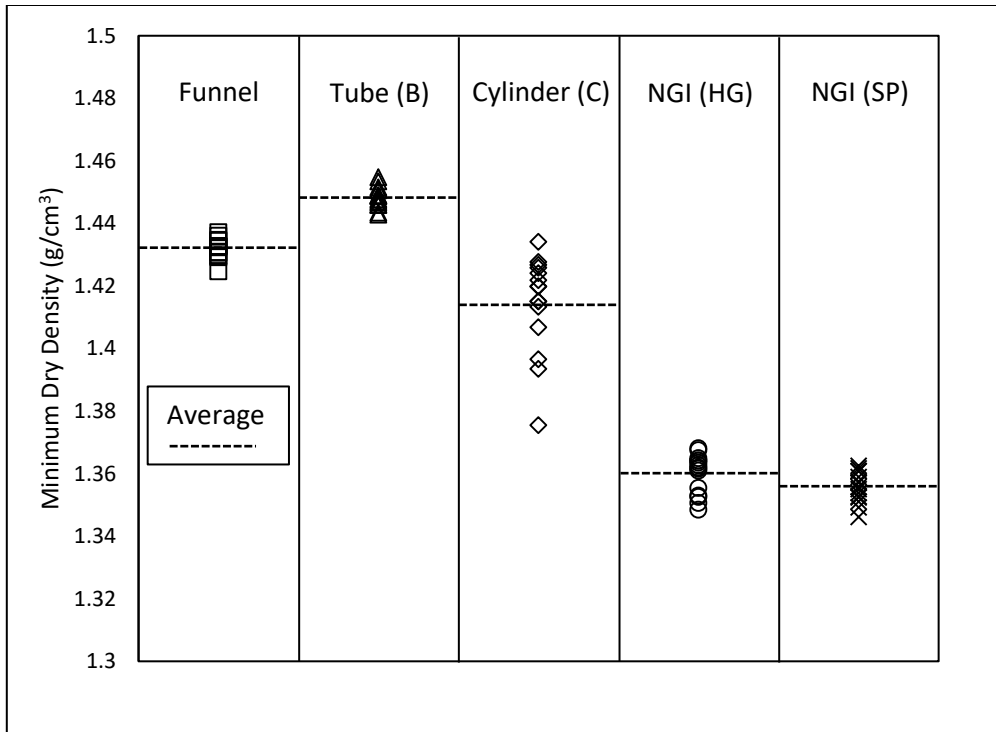 1.5
1.48
1.46
1.44
1.42
1.4
1.38
1.36
1.34
1.32
1.3
Minimum Dry Density (g/cm³)
Funnel
Tube (B)
Cylinder (C)
NGI (HG)
NGI (SP)
Average